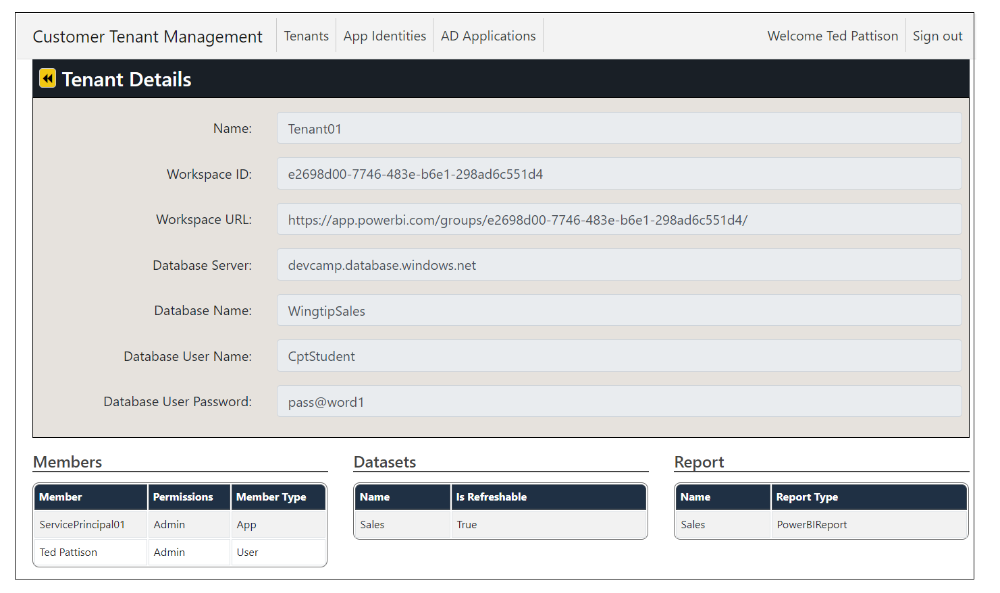 Customer Tenant Management Tenants App Identities AD Applications Welcome Ted Pattison Sign out
Tenant Details
Name: Tenant01
Workspace ID: e2698d00-7746-483e-b6e1-298ad6c551d4
Workspace URL: https://app.powerbi.com/groups/e2698d00-7746-483e-b6e1-298ad6c551d4/
Database Server: devcamp.database.windows.net
Database Name: WingtipSales
Database User Name: CptStudent
Database User Password: pass@word1
Members
Member Permissions Member Type
ServicePrincipal01 Admin App
Ted Pattison Admin User
Datasets
Name Is Refreshable
Sales True
Report
Name Report Type
Sales PowerBIReport